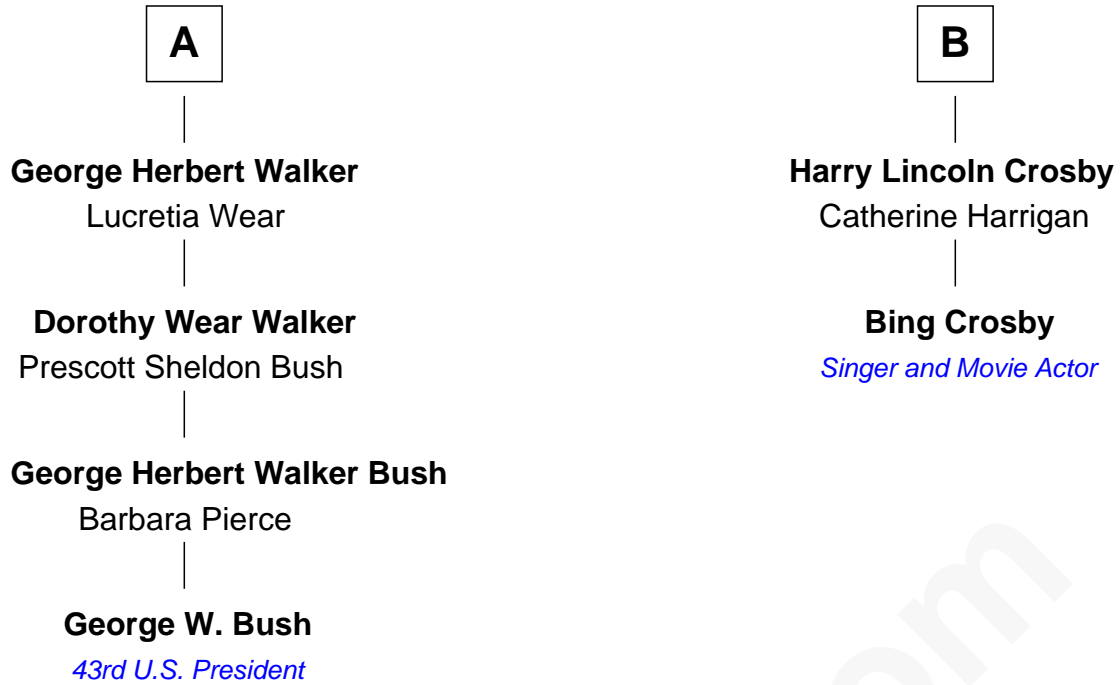 A
George Herbert Walker
Lucretia Wear
Dorothy Wear Walker
Prescott Sheldon Bush
George Herbert Walker Bush
Barbara Pierce
George W. Bush
43rd U.S. President
B
Harry Lincoln Crosby
Catherine Harrigan
Bing Crosby
Singer and Movie Actor
om